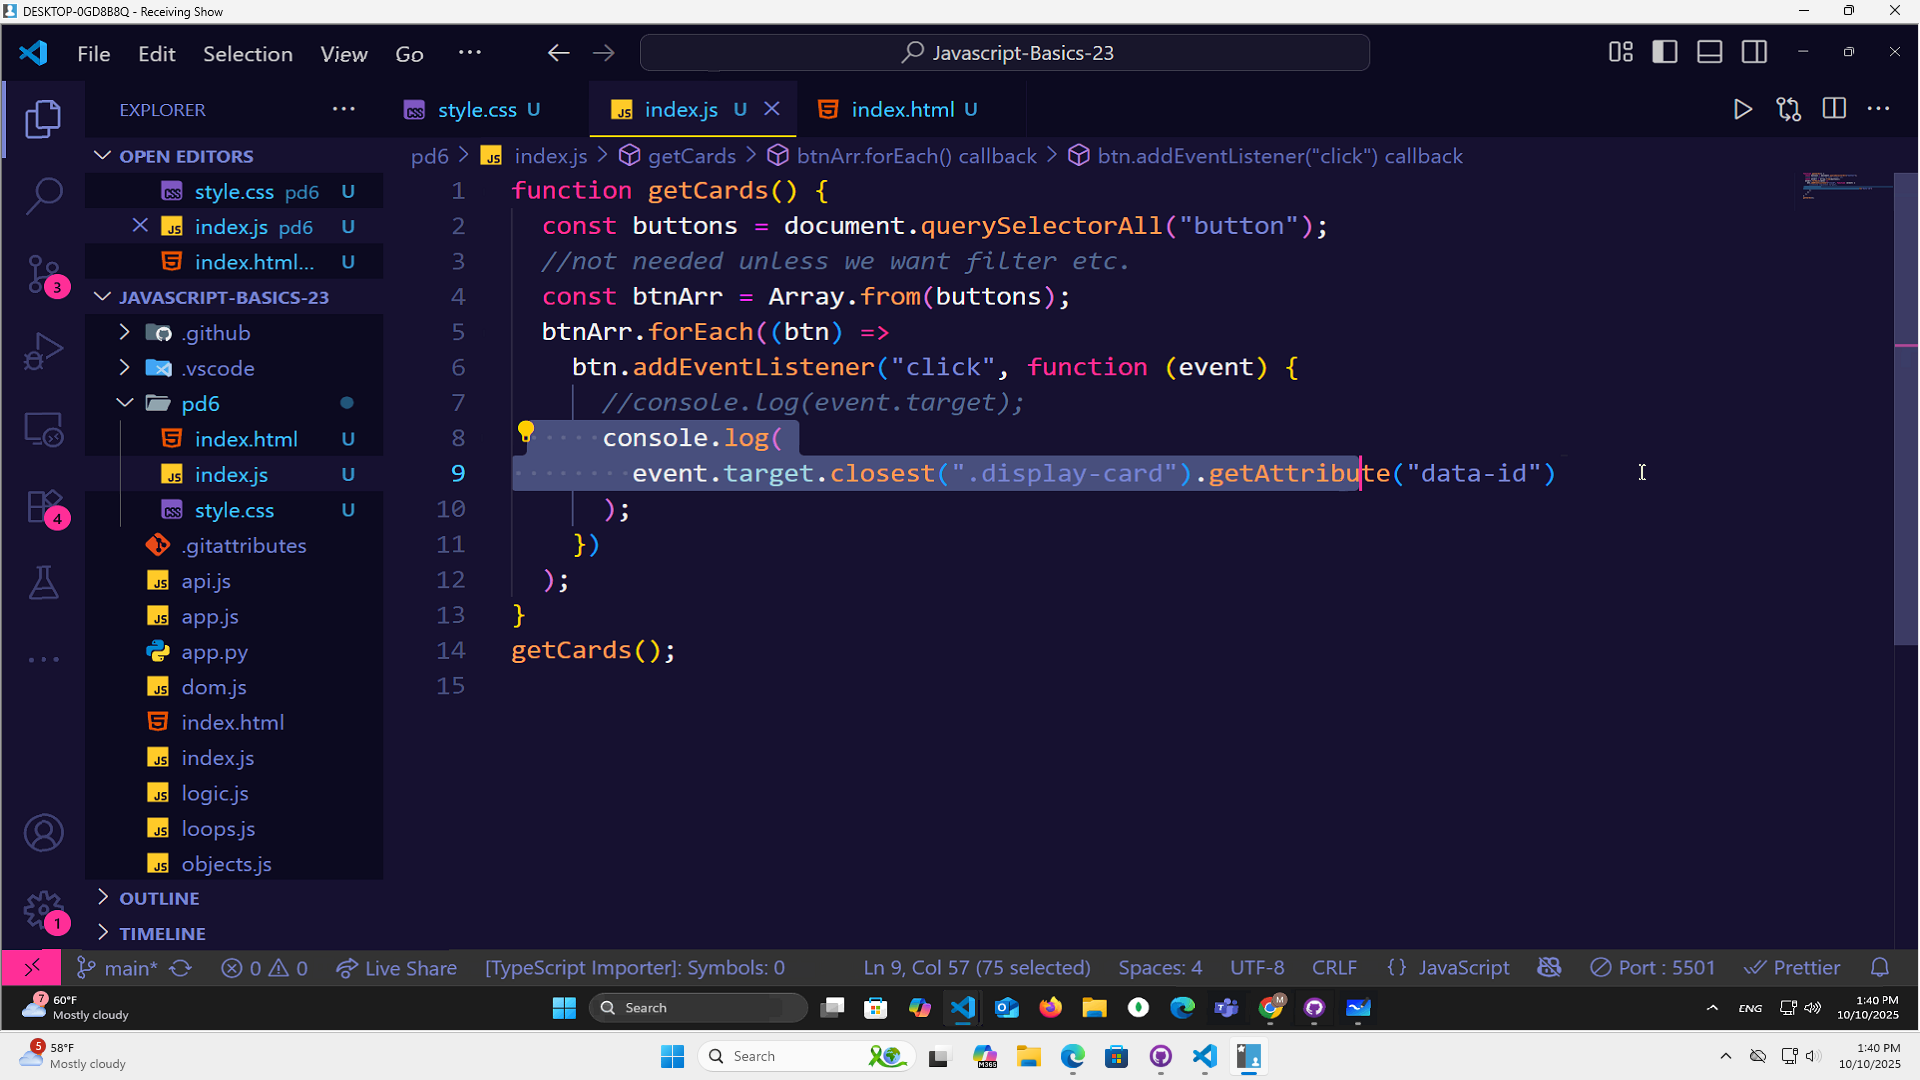 DESKTOP-0GD8B8Q - Receiving Show
File Edit Selection View Go ··· Javascript-Basics-23
EXPLORER
style.css U index.js U index.html U
OPEN EDITORS
style.css pd6 U
index.js pd6 U
index.html... U
JAVASCRIPT-BASICS-23
.github
.vscode
pd6
index.html U
index.js U
style.css U
.gitattributes
api.js
app.js
app.py
dom.js
index.html
index.js
logic.js
loops.js
objects.js
OUTLINE
TIMELINE
3
4
1
pd6 > index.js > getCards > btnArr.forEach() callback > btn.addEventListener("click") callback
1 function getCards() {
2 const buttons = document.querySelectorAll("button");
3 //not needed unless we want filter etc.
4 const btnArr = Array.from(buttons);
5 btnArr.forEach((btn) =>
6 btn.addEventListener("click", function (event) {
7 //console.log(event.target);
8 console.log(
9 event.target.closest(".display-card").getAttribute("data-id")
10 );
11 })
12 );
13 }
14 getCards();
15
main* 0 0 Live Share [TypeScript Importer]: Symbols: 0 Ln 9, Col 57 (75 selected) Spaces: 4 UTF-8 CRLF {} JavaScript Port : 5501 Prettier
7 60°F
Mostly cloudy
Search
M
ENG
1:40 PM
10/10/2025
5 58°F
Mostly cloudy
Search
M365
1:40 PM
10/10/2025